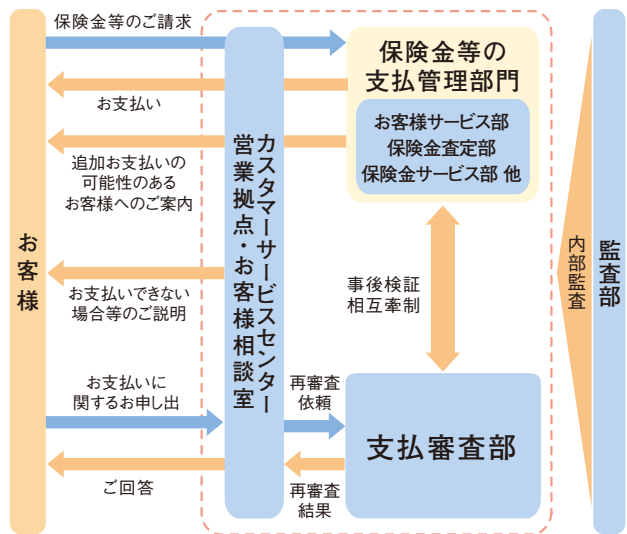 お客様
保険金等のご請求
お支払い
追加お支払いの
可能性のある
お客様へのご案内
お支払いできない
場合等のご説明
お支払いに
関するお申し出
ご回答
カスタマーサービスセンター
営業拠点・お客様相談室
保険金等の
支払管理部門
お客様サービス部
保険金査定部
保険金サービス部 他
事後検証
相互牽制
再審査
依頼
支払審査部
再審査
結果
内部監査
監査部